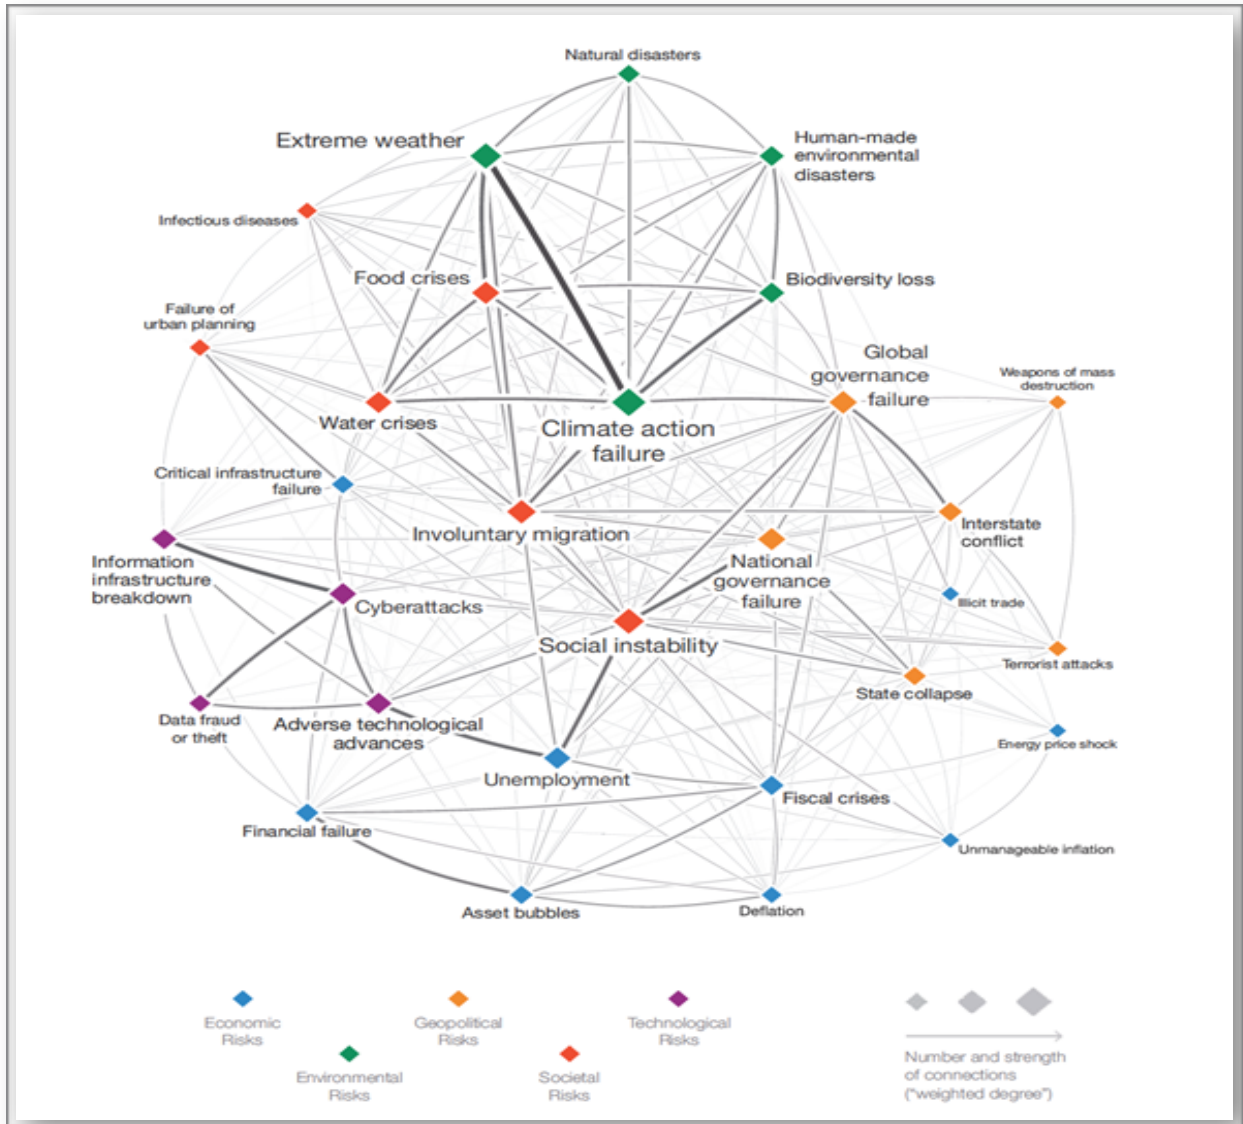 Natural disasters
Extreme weather
Human-made
environmental
disasters
Infectious diseases
Food crises
Biodiversity loss
Failure of
urban planning
Global
governance
failure
Weapons of mass
destruction
Water crises
Climate action
failure
Critical infrastructure
failure
Involuntary migration
Interstate
conflict
Information
infrastructure
breakdown
National
governance
failure
Cyberattacks
Illicit trade
Social instability
Terrorist attacks
State collapse
Data fraud
or theft
Adverse technological
advances
Energy price shock
Unemployment
Fiscal crises
Financial failure
Unmanageable inflation
Asset bubbles
Deflation
Economic
Risks
Geopolitical
Risks
Technological
Risks
Environmental
Risks
Societal
Risks
Number and strength
of connections
("weighted degree")